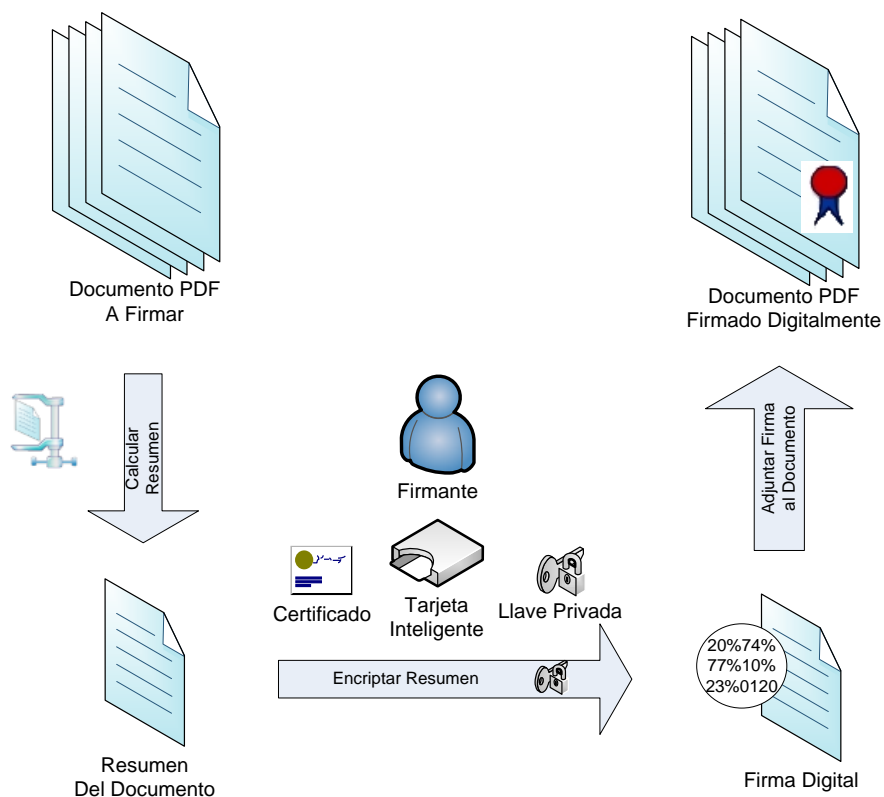 Documento PDF
A Firmar
Documento PDF
Firmado Digitalmente
Calcular
Resumen
Firmante
Adjuntar Firma
al Documento
Certificado
Tarjeta
Inteligente
Llave Privada
Encriptar Resumen
20%74%
77%10%
23%0120
Resumen
Del Documento
Firma Digital